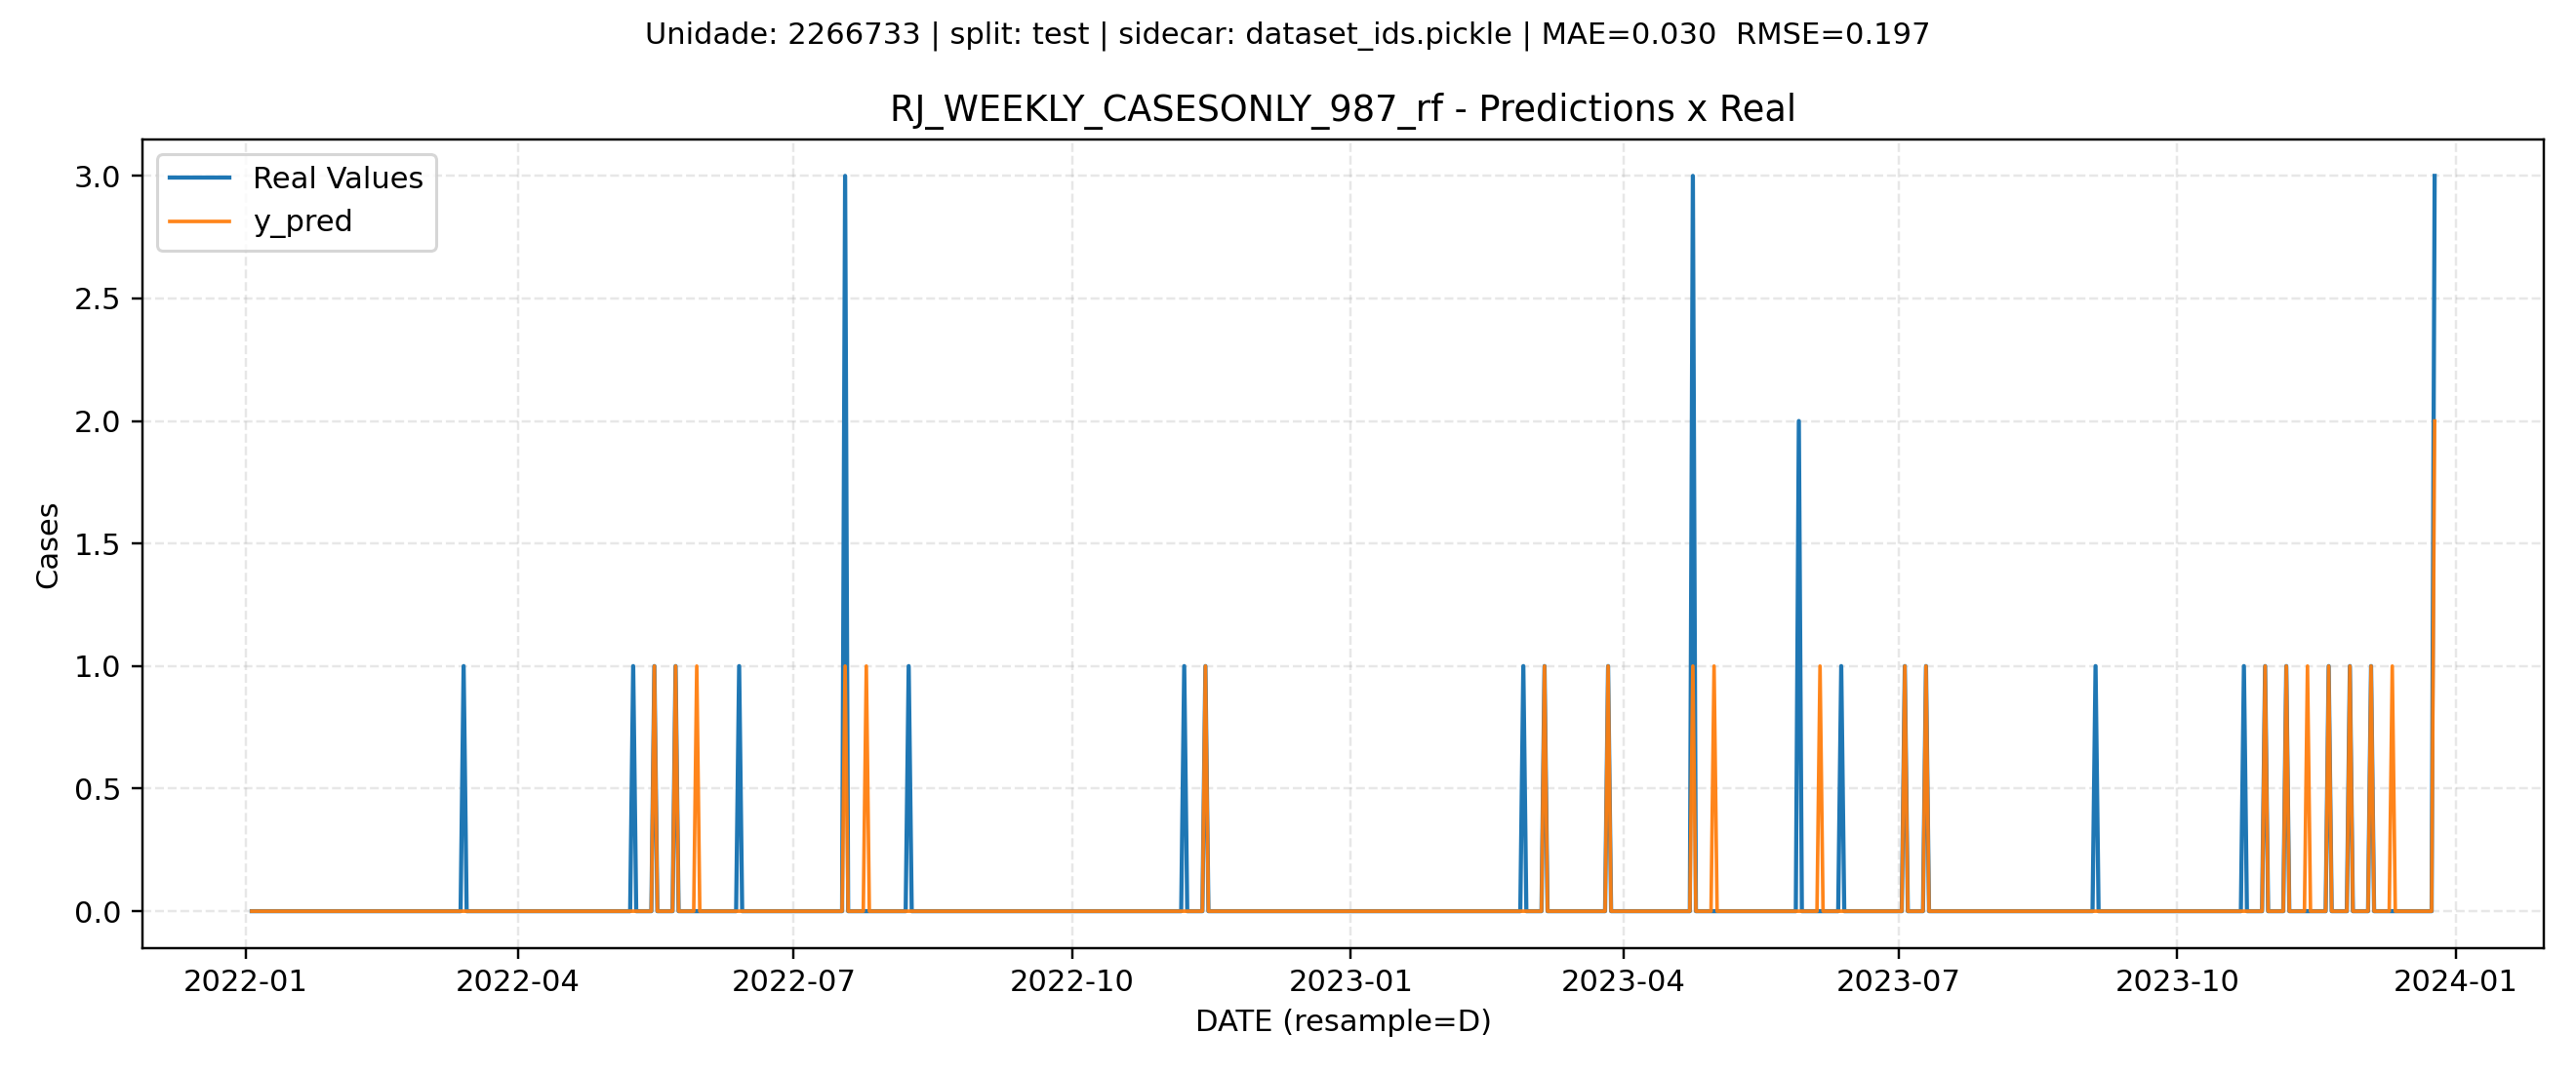 Unidade: 2266733 | split: test | sidecar: dataset_ids.pickle | MAE=0.030  RMSE=0.197
RJ_WEEKLY_CASESONLY_987_rf - Predictions x Real
Real Values
y_pred
3.0
2.5
2.0
1.5
1.0
0.5
0.0
Cases
2022-01 2022-04 2022-07 2022-10 2023-01 2023-04 2023-07 2023-10 2024-01
DATE (resample=D)